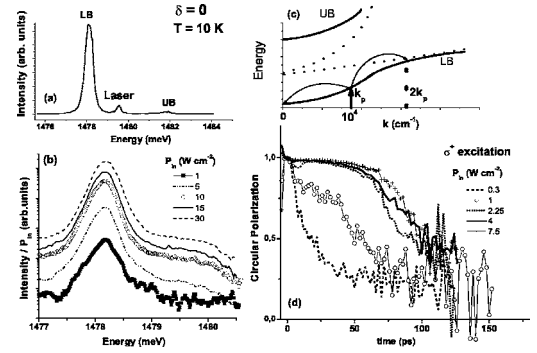 δ = 0
T = 10 K
LB
Laser
UB
(a)
Intensity (arb. units)
1476 1478 1480 1482 1484
Energy (meV)
(b)
P_in (W cm⁻²)
1
5
10
15
30
Intensity / P_in (arb.units)
1477 1478 1479 1480
Energy (meV)
(c)
UB
LB
Energy
k_p
2k_p
10⁴
k (cm⁻¹)
σ⁺ excitation
P_in (W cm⁻²)
0.3
1
2.25
4
7.5
1,0
0,5
0,0
Circular Polarization
(d)
0 50 100 150
time (ps)